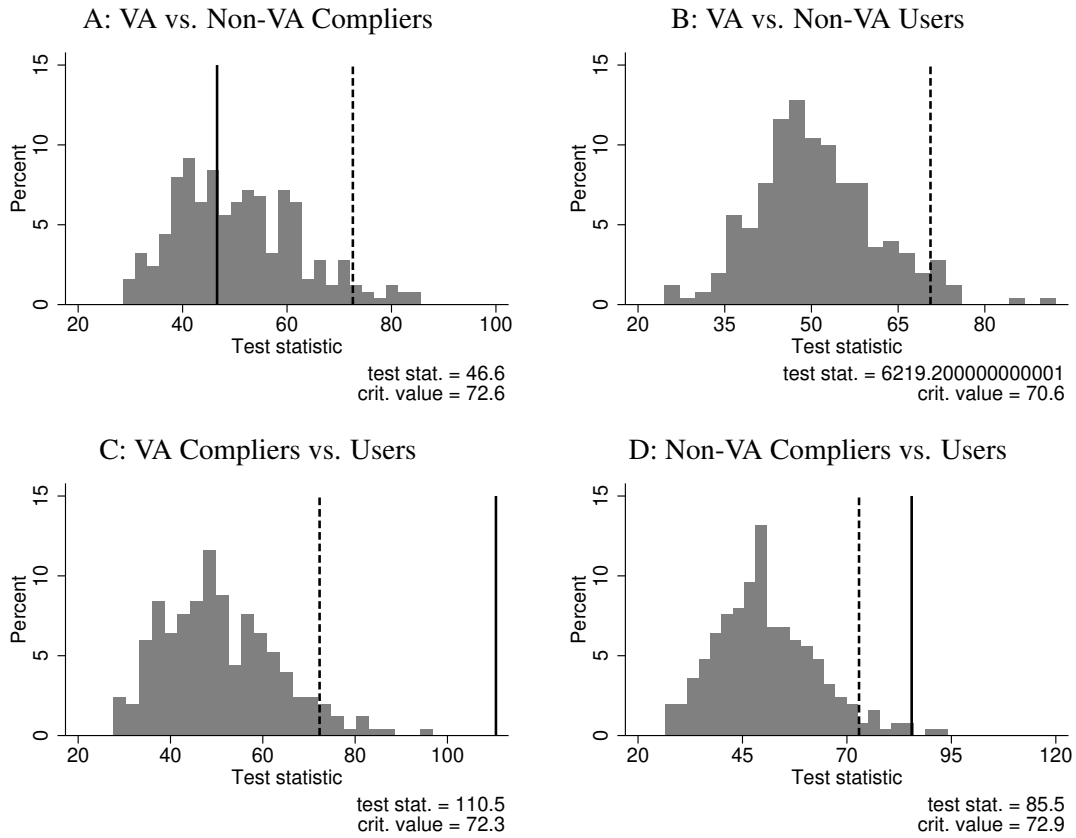 A: VA vs. Non-VA Compliers
15
10
5
0
Percent
20 40 60 80 100
Test statistic
test stat. = 46.6
crit. value = 72.6
B: VA vs. Non-VA Users
15
10
5
0
Percent
20 35 50 65 80
Test statistic
test stat. = 6219.200000000001
crit. value = 70.6
C: VA Compliers vs. Users
15
10
5
0
Percent
20 40 60 80 100
Test statistic
test stat. = 110.5
crit. value = 72.3
D: Non-VA Compliers vs. Users
15
10
5
0
Percent
20 45 70 95 120
Test statistic
test stat. = 85.5
crit. value = 72.9